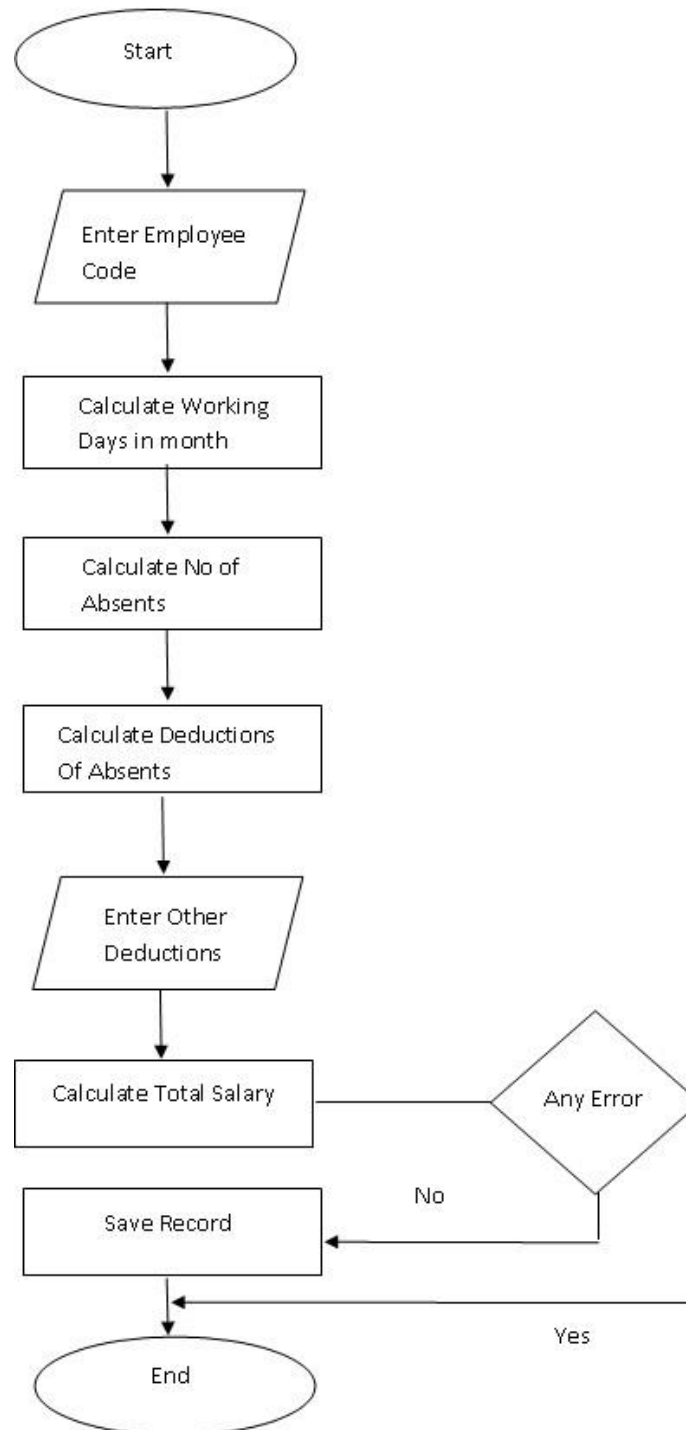 Start
Enter Employee
Code
Calculate Working
Days in month
Calculate No of
Absents
Calculate Deductions
Of Absents
Enter Other
Deductions
Calculate Total Salary
Any Error
No
Save Record
Yes
End